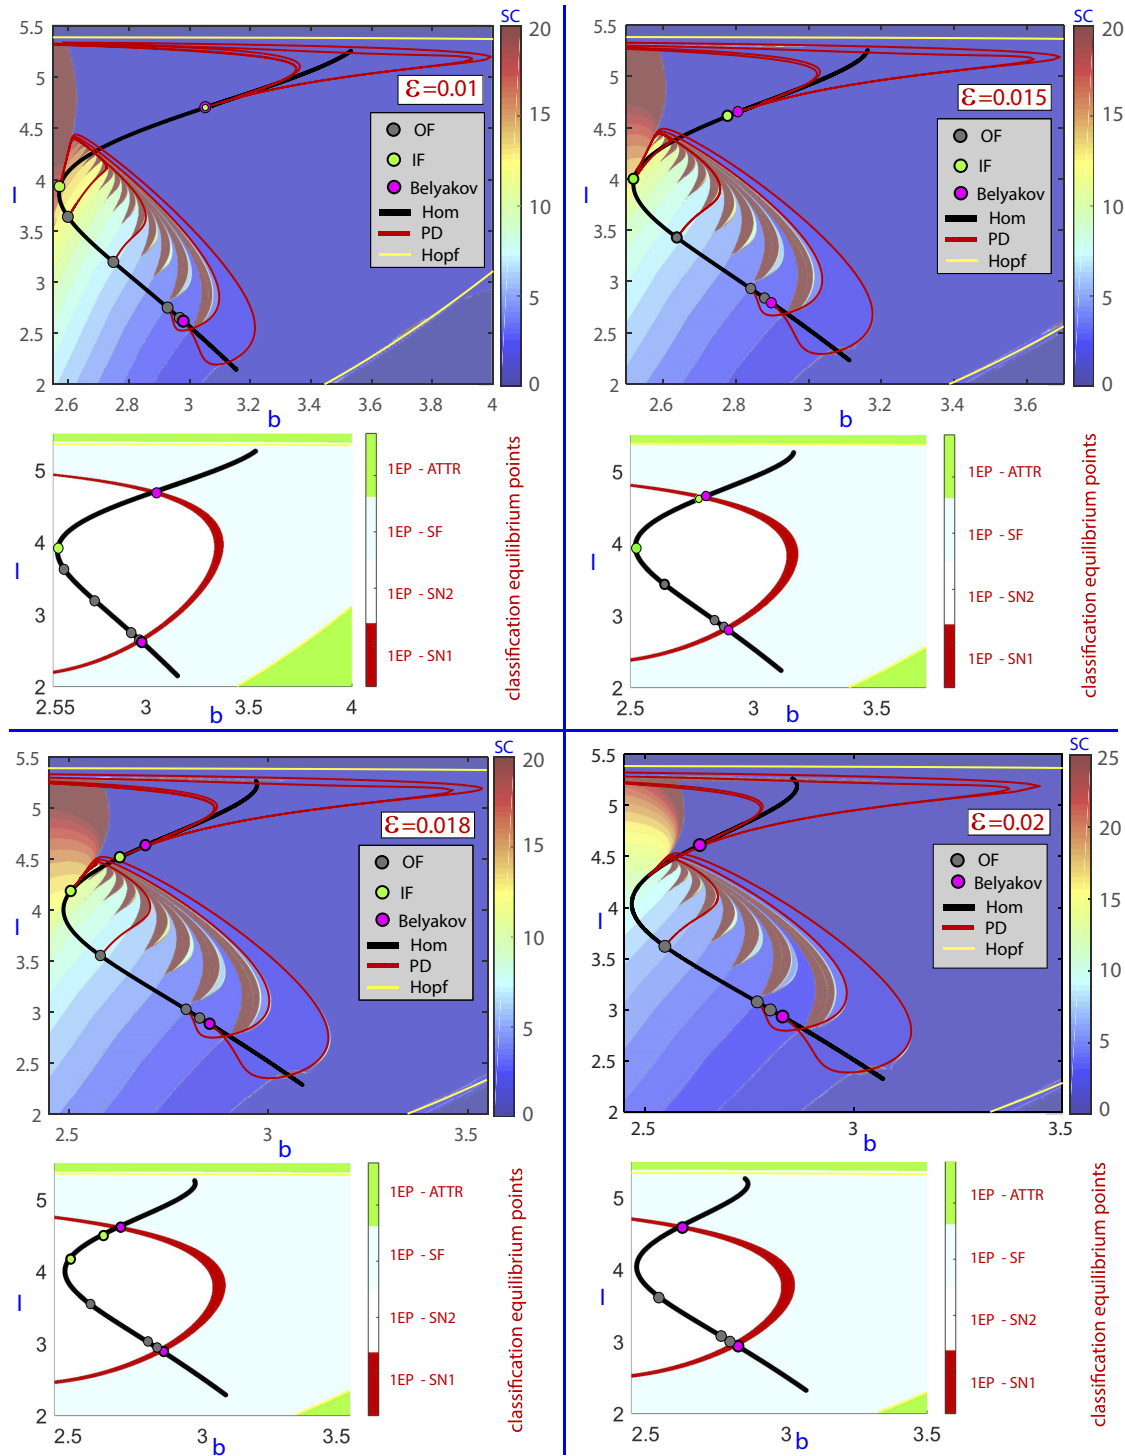 SC
5.5
5
4.5
4
3.5
3
2.5
2
I
2.6 2.8 3 3.2 3.4 3.6 3.8 4
b
20
15
10
5
0
ε=0.01
OF
IF
Belyakov
Hom
PD
Hopf
5
4
3
2
I
2.55 3 3.5 4
b
1EP - ATTR
1EP - SF
1EP - SN2
1EP - SN1
classification equilibrium points
SC
5.5
5
4.5
4
3.5
3
2.5
2
I
2.6 2.8 3 3.2 3.4 3.6
b
20
15
10
5
0
ε=0.015
OF
IF
Belyakov
Hom
PD
Hopf
5
4
3
2
I
2.5 3 3.5
b
1EP - ATTR
1EP - SF
1EP - SN2
1EP - SN1
classification equilibrium points
SC
5.5
5
4.5
4
3.5
3
2.5
2
I
2.5 3 3.5
b
20
15
10
5
0
ε=0.018
OF
IF
Belyakov
Hom
PD
Hopf
5
4
3
2
I
2.5 3 3.5
b
1EP - ATTR
1EP - SF
1EP - SN2
1EP - SN1
classification equilibrium points
SC
5.5
5
4.5
4
3.5
3
2.5
2
I
2.5 3 3.5
b
25
20
15
10
5
0
ε=0.02
OF
Belyakov
Hom
PD
Hopf
5
4
3
2
I
2.5 3 3.5
b
1EP - ATTR
1EP - SF
1EP - SN2
1EP - SN1
classification equilibrium points